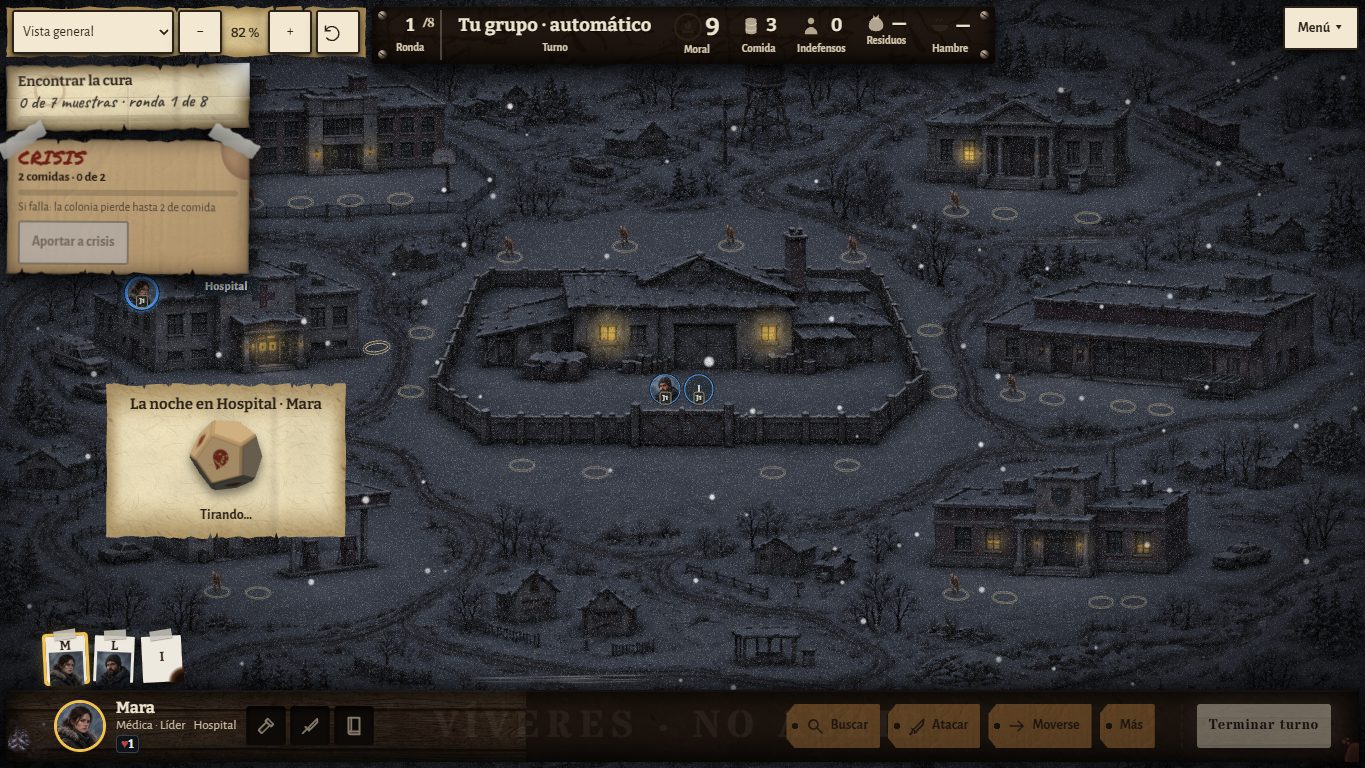 Vista general
−
82 %
+
1 /8
Ronda
Tu grupo · automático
Turno
9
Moral
3
Comida
0
Indefensos
—
Residuos
—
Hambre
Menú
Encontrar la cura
0 de 7 muestras · ronda 1 de 8
CRISIS
2 comidas · 0 de 2
Si falla: la colonia pierde hasta 2 de comida
Aportar a crisis
Hospital
I
La noche en Hospital · Mara
Tirando...
M
L
I
Mara
Médica · Líder Hospital
1
VÍVERES · NO
Buscar
Atacar
Moverse
Más
Terminar turno